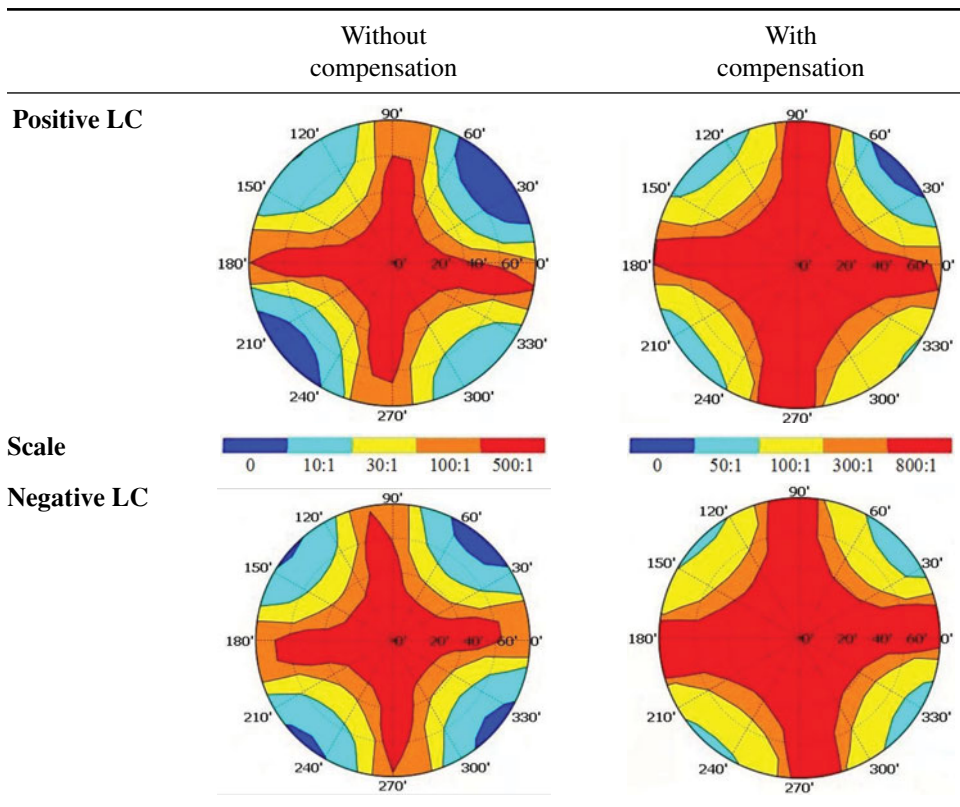 Without compensation
With compensation
Positive LC
90' 60' 30' 0' 330' 300' 270' 240' 210' 180' 150' 120'
0' 20' 40' 60'
90' 60' 30' 0' 330' 300' 270' 240' 210' 180' 150' 120'
0' 20' 40' 60'
Scale
0 10:1 30:1 100:1 500:1
0 50:1 100:1 300:1 800:1
Negative LC
90' 60' 30' 0' 330' 300' 270' 240' 210' 180' 150' 120'
0' 20' 40' 60'
90' 60' 30' 0' 330' 300' 270' 240' 210' 180' 150' 120'
0' 20' 40' 60'